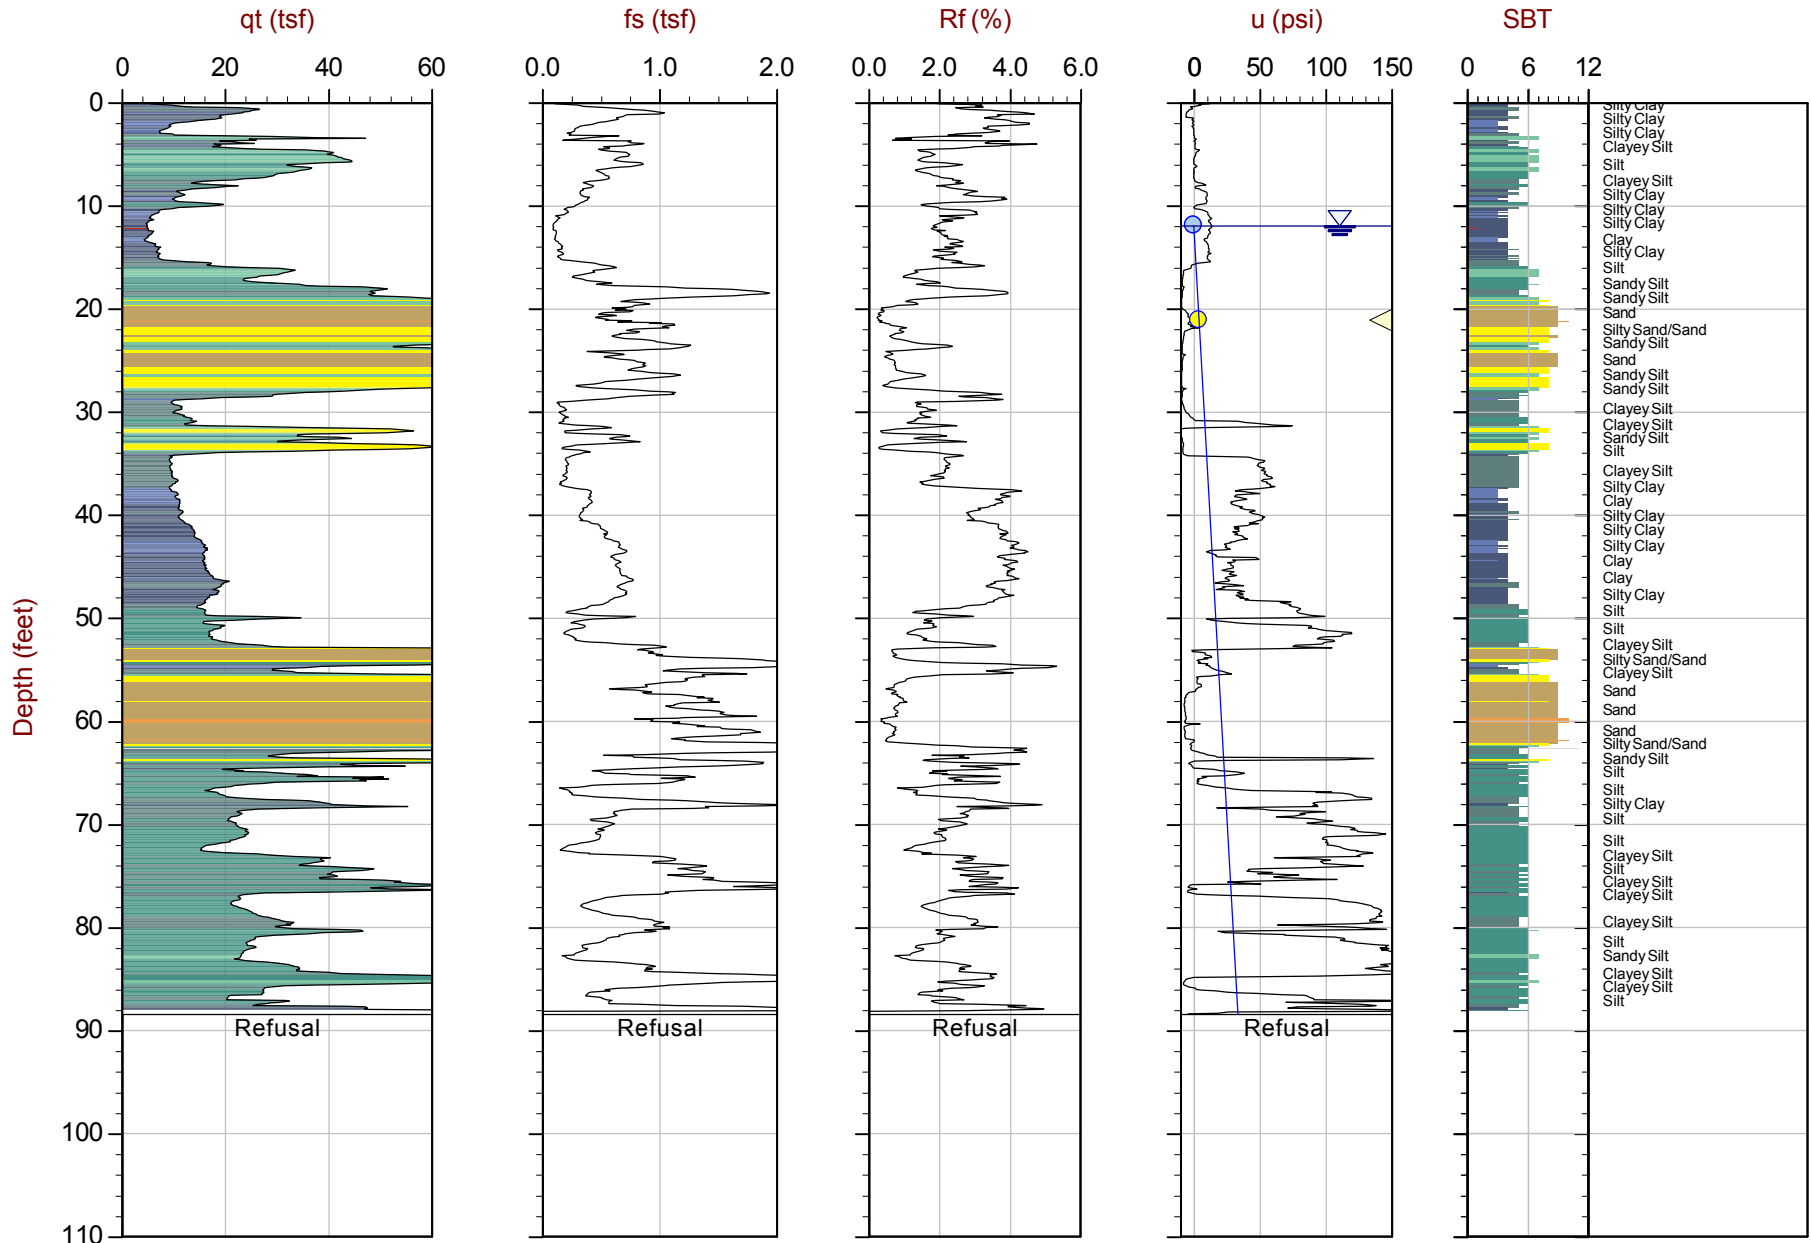 qt (tsf) fs (tsf) Rf (%) u (psi) SBT
0 20 40 60 0.0 1.0 2.0 0.0 2.0 4.0 6.0 0 50 100 150 0 6 12
0
Silty Clay
Silty Clay
Silty Clay
Clayey Silt
Silt
Clayey Silt
Silty Clay
10
Silty Clay
Silty Clay
Clay
Silty Clay
Silt
Sandy Silt
Sandy Silt
20
Sand
Silty Sand/Sand
Sandy Silt
Sand
Sandy Silt
Sandy Silt
30
Clayey Silt
Clayey Silt
Sandy Silt
Silt
Clayey Silt
Silty Clay
Clay
40
Silty Clay
Silty Clay
Silty Clay
Clay
Clay
Silty Clay
50
Silt
Silt
Clayey Silt
Silty Sand/Sand
Clayey Silt
Sand
Sand
60
Sand
Silty Sand/Sand
Sandy Silt
Silt
Silt
Silty Clay
Silt
70
Silt
Clayey Silt
Silt
Clayey Silt
Clayey Silt
Clayey Silt
80
Silt
Sandy Silt
Clayey Silt
Clayey Silt
Silt
90
Refusal Refusal Refusal Refusal
100
110
Depth (feet)